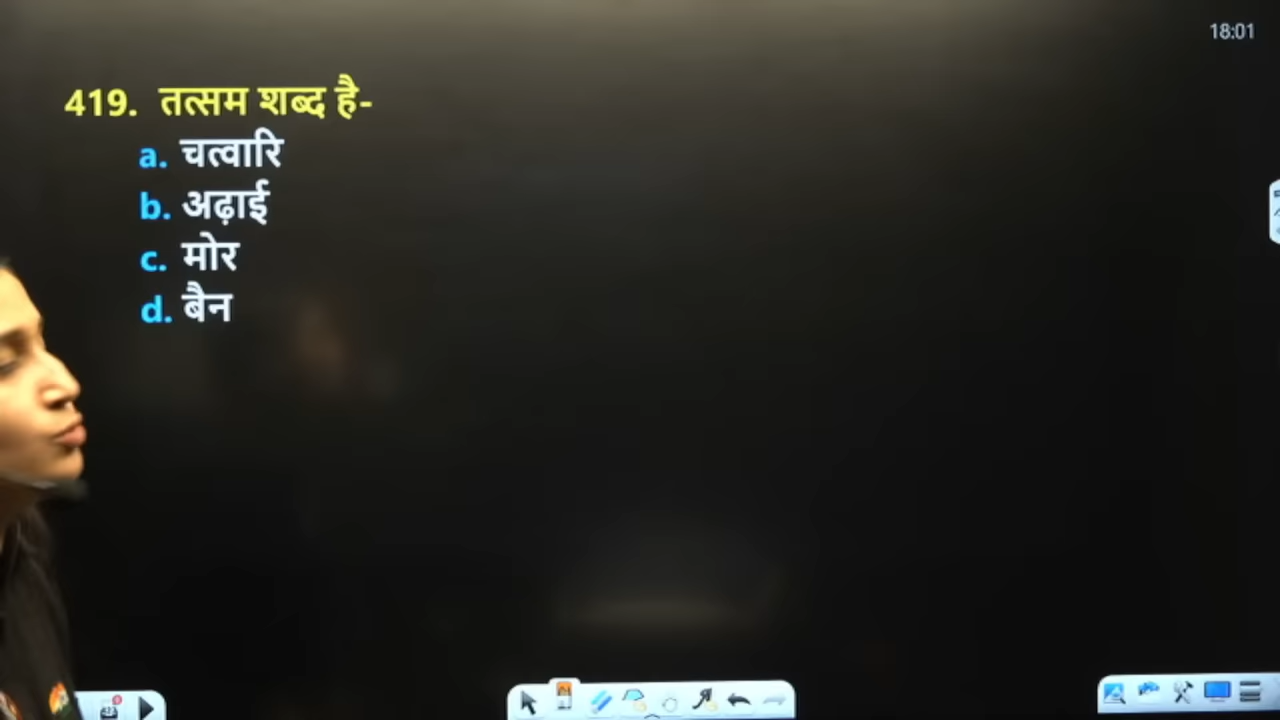 18:01
419. तत्सम शब्द है-
a. चत्वारि
b. अढ़ाई
c. मोर
d. बैन